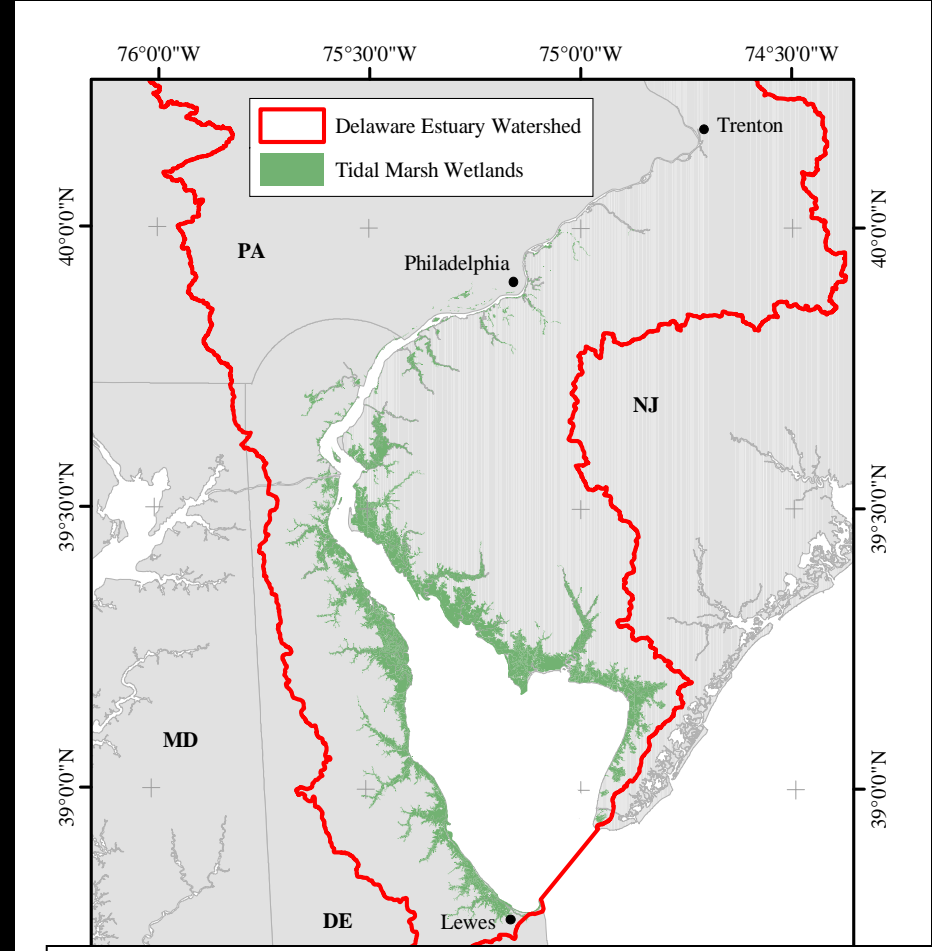 76°0'0"W 75°30'0"W 75°0'0"W 74°30'0"W
Delaware Estuary Watershed
Tidal Marsh Wetlands
Trenton
40°0'0"N 40°0'0"N
PA
Philadelphia
NJ
39°30'0"N 39°30'0"N
MD
39°0'0"N 39°0'0"N
DE
Lewes